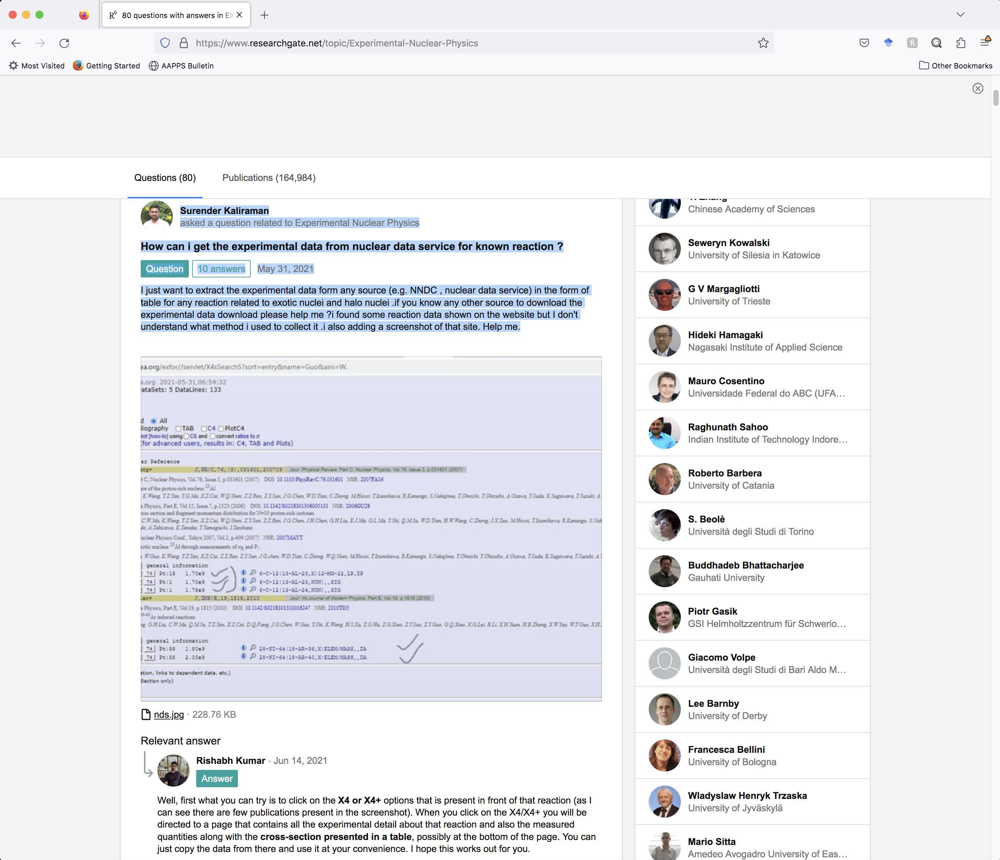 80 questions with answers in EX
https://www.researchgate.net/topic/Experimental-Nuclear-Physics
Most Visited
Getting Started
AAPPS Bulletin
Other Bookmarks
Questions (80)
Publications (164,984)
Surender Kaliraman
asked a question related to Experimental Nuclear Physics
How can i get the experimental data from nuclear data service for known reaction ?
Question
10 answers
May 31, 2021
I just want to extract the experimental data form any source (e.g. NNDC , nuclear data service) in the form of
table for any reaction related to exotic nuclei and halo nuclei .if you know any other source to download the
experimental data download please help me ?i found some reaction data shown on the website but I don't
understand what method i used to collect it .i also adding a screenshot of that site. Help me.
ea.org/exfor//servlet/X4sSearch5?sort=entry&name=Guo&aini=W.
a.org 2021-05-31,06:54:32
ataSets: 5 DataLines: 133
d All
liography TAB C4 PlotC4
lot [how-to] using C5 and convert ratios to σ
(for advanced users, results in: C4, TAB and Plots)
ar Reference
ang+ J,PR/C,76,(3),031601,200709 Jour: Physical Review, Part C, Nuclear Physics, Vol.76, Issue.3, p.031601 (2007)
t C, Nuclear Physics, Vol.76, Issue.3, p.031601 (2007) DOI: 10.1103/PhysRevC.76.031601 NSR: 2007FA16
ure of the proton-rich nucleus 23Al
K.Wang, T.Z.Yan, Y.G.Ma, X.Z.Cai, W.Q.Shen, Z.Z.Ren, Z.Y.Sun, J.G.Chen, W.D.Tian, C.Zhong, M.Hosoi, T.Izumikawa, R.Kanungo, S.Nakajima, T.Ohnishi, T.Ohtsubo, A.Ozawa, T.Suda, K.Sugawara, T.Suzuki, A.
n Physics, Part E, Vol.15, Issue.7, p.1523 (2006) DOI: 10.1142/S0218301306005101 NSR: 2006GU28
ross section and fragment momentum distribution for N=10 proton-rich isotones
C.W.Ma, K.Wang, T.Z.Yan, X.Z.Cai, W.Q.Shen, Z.Y.Sun, Z.Z.Ren, J.G.Chen, J.H.Chen, G.H.Liu, E.J.Ma, G.L.Ma, Y.Shi, Q.M.Su, W.D.Tian, H.W.Wang, C.Zhong, J.X.Zuo, M.Hosoi, T.Izumikawa, R.Kanungo, S.Nak
ki, A.Takisawa, K.Tanaka, T.Yamaguchi, I.Tanihata
uclear Physics Conf., Tokyo 2007, Vol.2, p.409 (2007) NSR: 2007MAYT
xotic nucleus 23Al through measurements of σR and P//
, W.Guo, K.Wang, T.Z.Yan, X.Z.Cai, Z.Z.Ren, Z.Y.Sun, J.G.chen, W.D.Tian, C.Zhong, W.Q.Shen, M.Hosoi, T.Izumikawa, R.Kanungo, S.Nakajima, T.Ohnishi, T.Ohtsubo, A.Ozawa, T.Suda, K.Sugawara, T.Suzuki, A.
general information
T4 Pt:15 1.70e9 6-C-12(13-AL-23,X)12-MG-22,LP,DP
T4 Pt:1 1.70e9 6-C-12(13-AL-23,NON),,SIG
T4 Pt:1 1.78e9 6-C-12(13-AL-24,NON),,SIG
ian+ J,IMP/E,19,1815,2010 Jour: Int.Journal of Modern Physics, Part E, Vol.19, p.1815 (2010)
n Physics, Part E, Vol.19, p.1815 (2010) DOI: 10.1142/S0218301310016247 NSR: 2010TI05
36-40Ar induced reactions
ng, G.H.Liu, C.W.Ma, Q.M.Su, T.Z.Yan, X.Z.Cai, D.Q.Fang, J.G.Chen, W.Guo, Y.Shi, K.Wang, H.S.Xu, Z.G.Hu, Z.G.Xiao, Z.Y.Sun, Z.Y.Guo, G.Q.Xiao, X.G.Lei, B.Li, X.H.Yuan, H.B.Zhang, X.W.Yao, W.T.Guo, X.H.
general information
T4 Pt:58 1.80e9 28-NI-64(18-AR-36,X)ELEM/MASS,,DA
T4 Pt:58 2.00e9 28-NI-64(18-AR-40,X)ELEM/MASS,,DA
ation, links to dependent data, etc.)
Section only)
nds.jpg · 228.76 KB
Relevant answer
Rishabh Kumar · Jun 14, 2021
Answer
Well, first what you can try is to click on the X4 or X4+ options that is present in front of that reaction (as I
can see there are few publications present in the screenshot). When you click on the X4/X4+ you will be
directed to a page that contains all the experimental detail about that reaction and also the measured
quantities along with the cross-section presented in a table, possibly at the bottom of the page. You can
just copy the data from there and use it at your convenience. I hope this works out for you.
Chinese Academy of Sciences
Seweryn Kowalski
University of Silesia in Katowice
G V Margagliotti
University of Trieste
Hideki Hamagaki
Nagasaki Institute of Applied Science
Mauro Cosentino
Universidade Federal do ABC (UFA…
Raghunath Sahoo
Indian Institute of Technology Indore…
Roberto Barbera
University of Catania
S. Beolè
Università degli Studi di Torino
Buddhadeb Bhattacharjee
Gauhati University
Piotr Gasik
GSI Helmholtzzentrum für Schwerio…
Giacomo Volpe
Università degli Studi di Bari Aldo M…
Lee Barnby
University of Derby
Francesca Bellini
University of Bologna
Wladyslaw Henryk Trzaska
University of Jyväskylä
Mario Sitta
Amedeo Avogadro University of Eas…